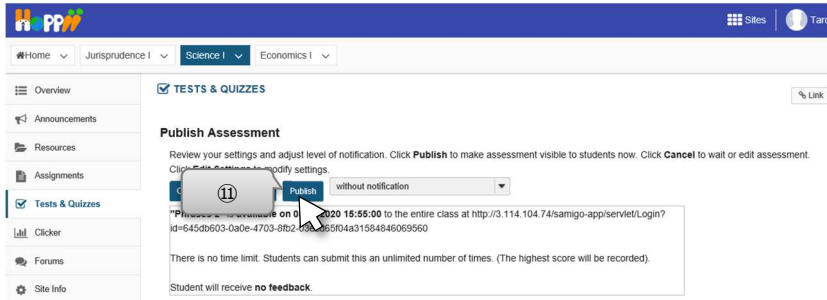 HOPPII
Sites
Taro
Home Jurisprudence I Science I Economics I
Overview
TESTS & QUIZZES
Link
Announcements
Publish Assessment
Resources
Review your settings and adjust level of notification. Click Publish to make assessment visible to students now. Click Cancel to wait or edit assessment.
Click Edit Settings to modify settings.
Assignments
⑪
Publish
without notification
Tests & Quizzes
"Phrases 2" is available on 2020 15:55:00 to the entire class at http://3.114.104.74/samigo-app/servlet/Login?
Clicker
Forums
There is no time limit. Students can submit this an unlimited number of times. (The highest score will be recorded).
Site Info
Student will receive no feedback.